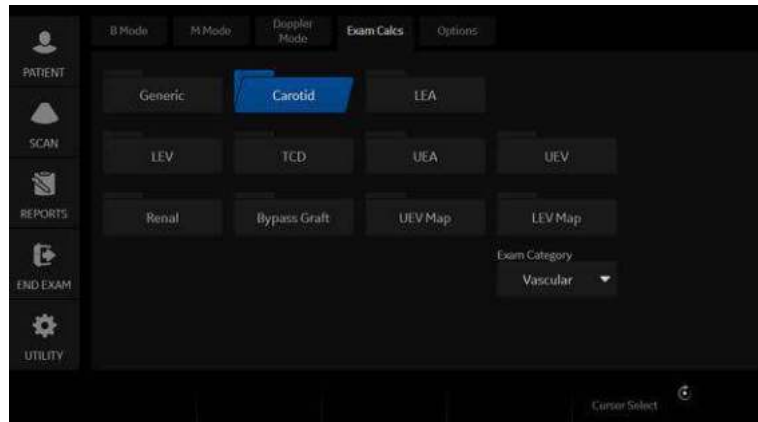 B Mode
M Mode
Doppler
Mode
Exam Calcs
Options
PATIENT
SCAN
REPORTS
END EXAM
UTILITY
Generic
Carotid
LEA
LEV
TCD
UEA
UEV
Renal
Bypass Graft
UEV Map
LEV Map
Exam Category
Vascular
Cursor Select